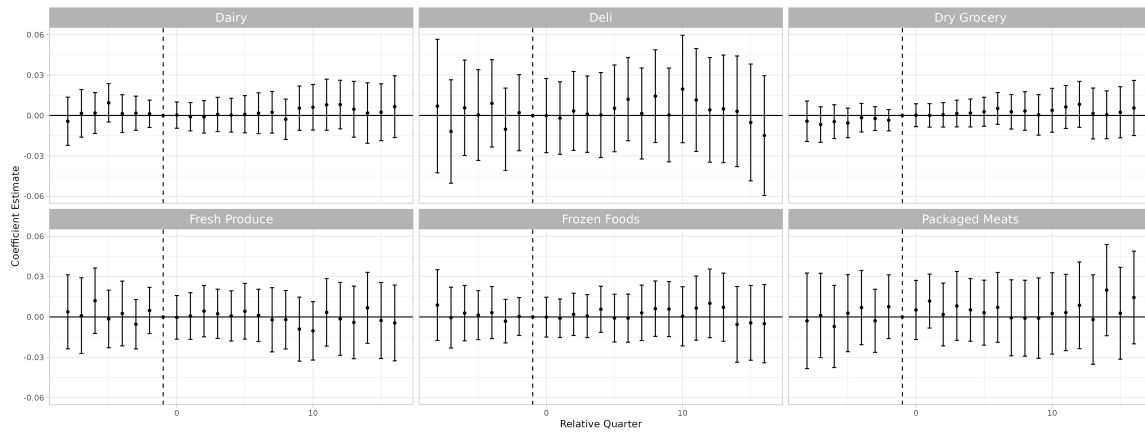 Dairy Deli Dry Grocery
0.06
0.03
0.00
-0.03
-0.06
Fresh Produce Frozen Foods Packaged Meats
0.06
0.03
0.00
-0.03
-0.06
0 10 0 10 0 10
Coefficient Estimate
Relative Quarter